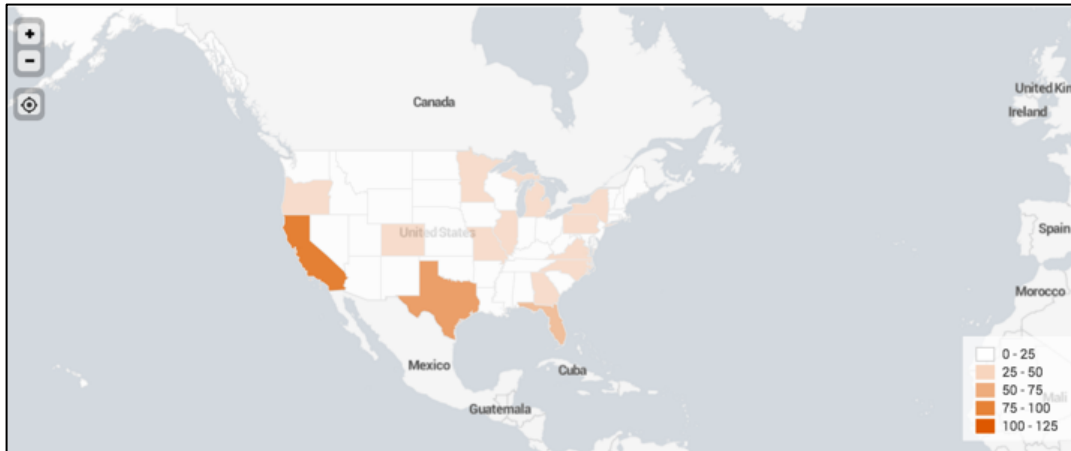 +
−
Canada
United Kin
Ireland
United States
Spain
Morocco
Mexico
Cuba
Guatemala
Mali
0 - 25
25 - 50
50 - 75
75 - 100
100 - 125